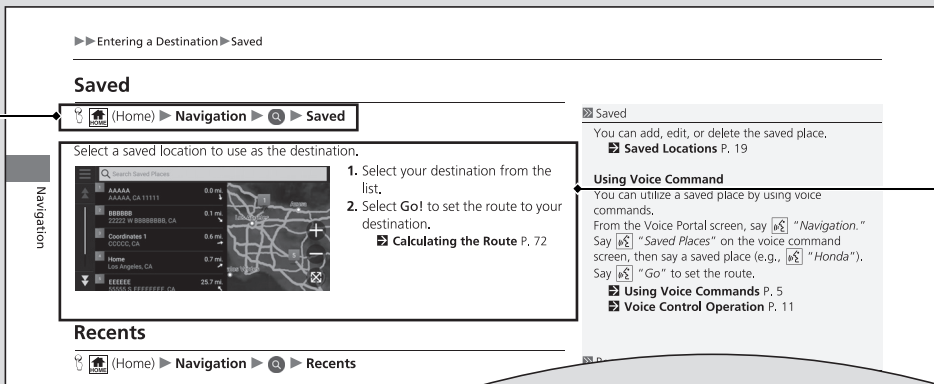 ▶▶Entering a Destination▶Saved
Saved
HOME (Home) ▶ Navigation ▶ ▶ Saved
Select a saved location to use as the destination.
Search Saved Places
AAAAA
AAAAA, CA 11111
0.0 mi.
BBBBBB
22222 W BBBBBBBB, CA
0.1 mi.
Coordinates 1
CCCCC, CA
0.6 mi.
Home
Los Angeles, CA
0.7 mi.
EEEEEE
55555 S EEEEEEEE, CA
25.7 mi.
1. Select your destination from the
list.
2. Select Go! to set the route to your
destination.
Calculating the Route P. 72
Recents
HOME (Home) ▶ Navigation ▶ ▶ Recents
Navigation
Saved
You can add, edit, or delete the saved place.
Saved Locations P. 19
Using Voice Command
You can utilize a saved place by using voice
commands.
From the Voice Portal screen, say "Navigation."
Say "Saved Places" on the voice command
screen, then say a saved place (e.g., "Honda").
Say "Go" to set the route.
Using Voice Commands P. 5
Voice Control Operation P. 11